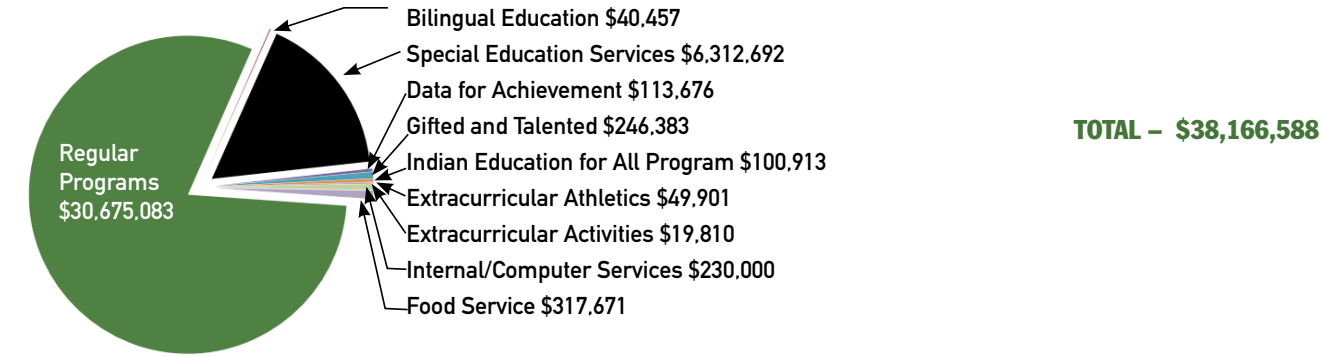 Bilingual Education $40,457
Special Education Services $6,312,692
Data for Achievement $113,676
Gifted and Talented $246,383
Indian Education for All Program $100,913
Extracurricular Athletics $49,901
Extracurricular Activities $19,810
Internal/Computer Services $230,000
Food Service $317,671
Regular
Programs
$30,675,083
TOTAL – $38,166,588